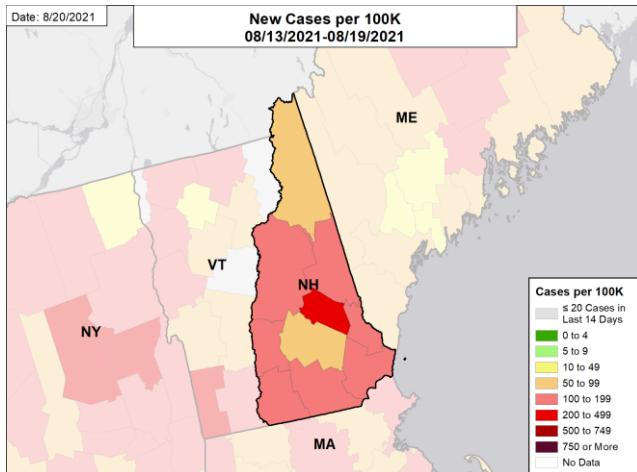 Date: 8/20/2021
New Cases per 100K
08/13/2021-08/19/2021
ME
VT
NH
NY
MA
Cases per 100K
≤ 20 Cases in
Last 14 Days
0 to 4
5 to 9
10 to 49
50 to 99
100 to 199
200 to 499
500 to 749
750 or More
No Data